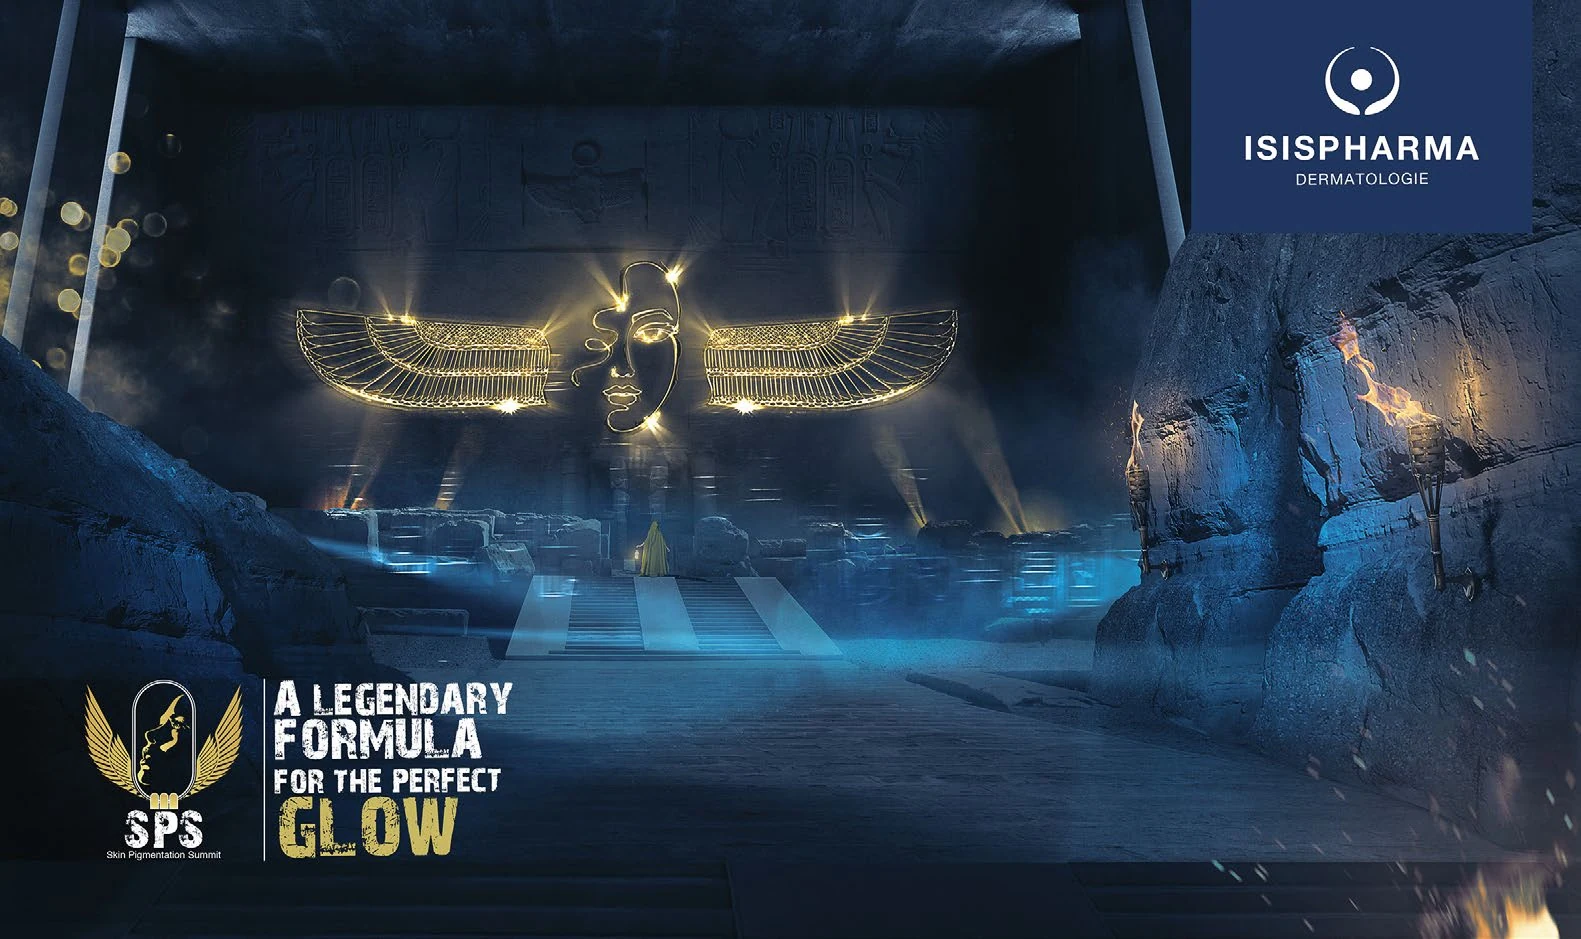 ISISPHARMA
DERMATOLOGIE
A LEGENDARY
FORMULA
FOR THE PERFECT
GLOW
SPS
Skin Pigmentation Summit